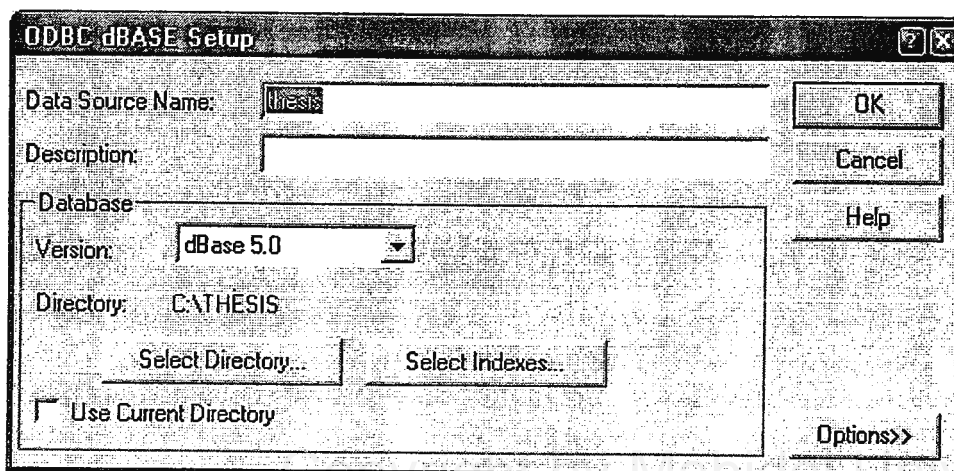 ODBC dBASE Setup
Data Source Name: thesis
OK
Description:
Cancel
Database
Help
Version: dBase 5.0
Directory: C:\THESIS
Select Directory... Select Indexes...
Use Current Directory
Options>>